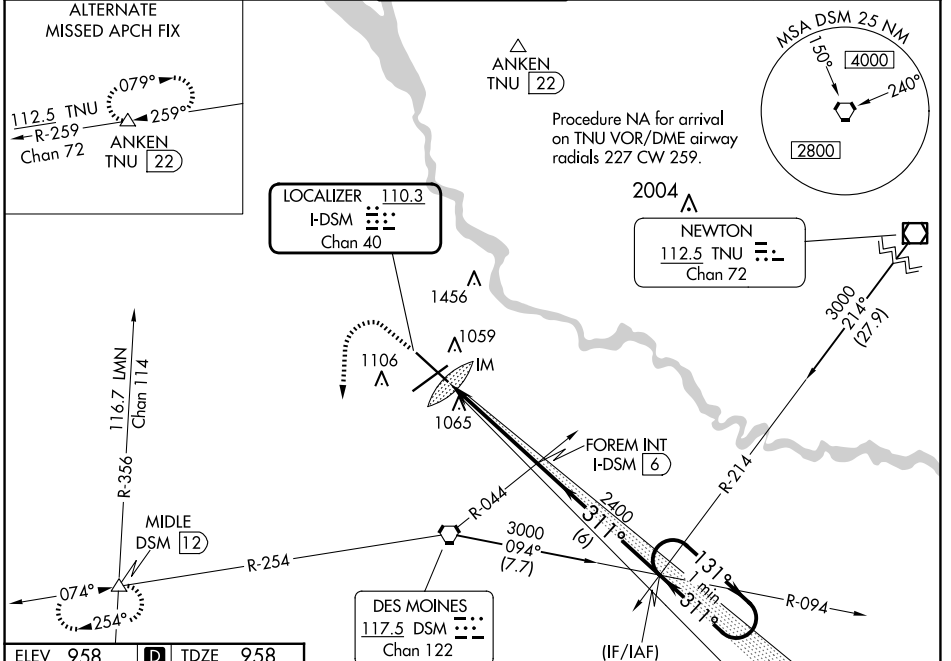 ALTERNATE
MISSED APCH FIX
079°
259°
112.5 TNU
R-259
Chan 72
ANKEN
TNU 22
ANKEN
TNU 22
MSA DSM 25 NM
150°
4000
240°
2800
Procedure NA for arrival
on TNU VOR/DME airway
radials 227 CW 259.
2004
LOCALIZER 110.3
I-DSM
Chan 40
NEWTON
112.5 TNU
Chan 72
1456
1059
1106
IM
1065
3000
214°
(27.9)
116.7 LMN
Chan 114
R-356
FOREM INT
I-DSM 6
R-214
R-044
2400
311°
(6)
MIDLE
DSM 12
R-254
3000
094°
(7.7)
131°
1 min
311°
R-094
074°
254°
DES MOINES
117.5 DSM
Chan 122
(IF/IAF)
ELEV 958 D TDZE 958